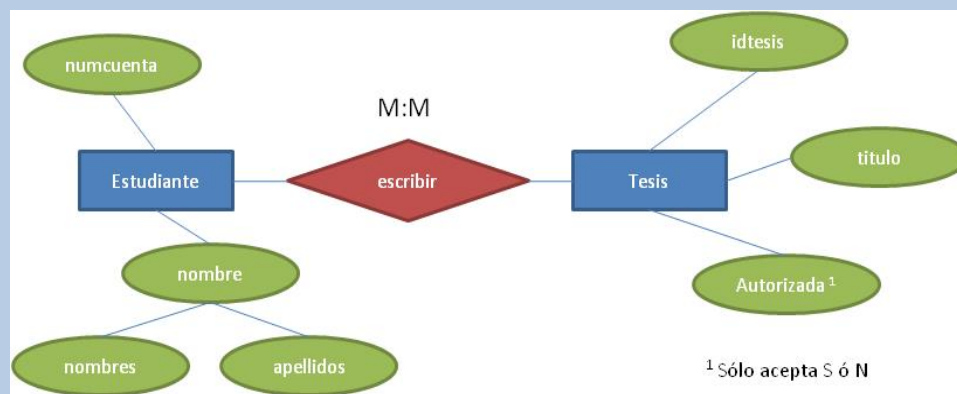 idtesis
numcuenta
M:M
titulo
Estudiante
escribir
Tesis
nombre
Autorizada ¹
nombres
apellidos
¹ Sólo acepta S ó N